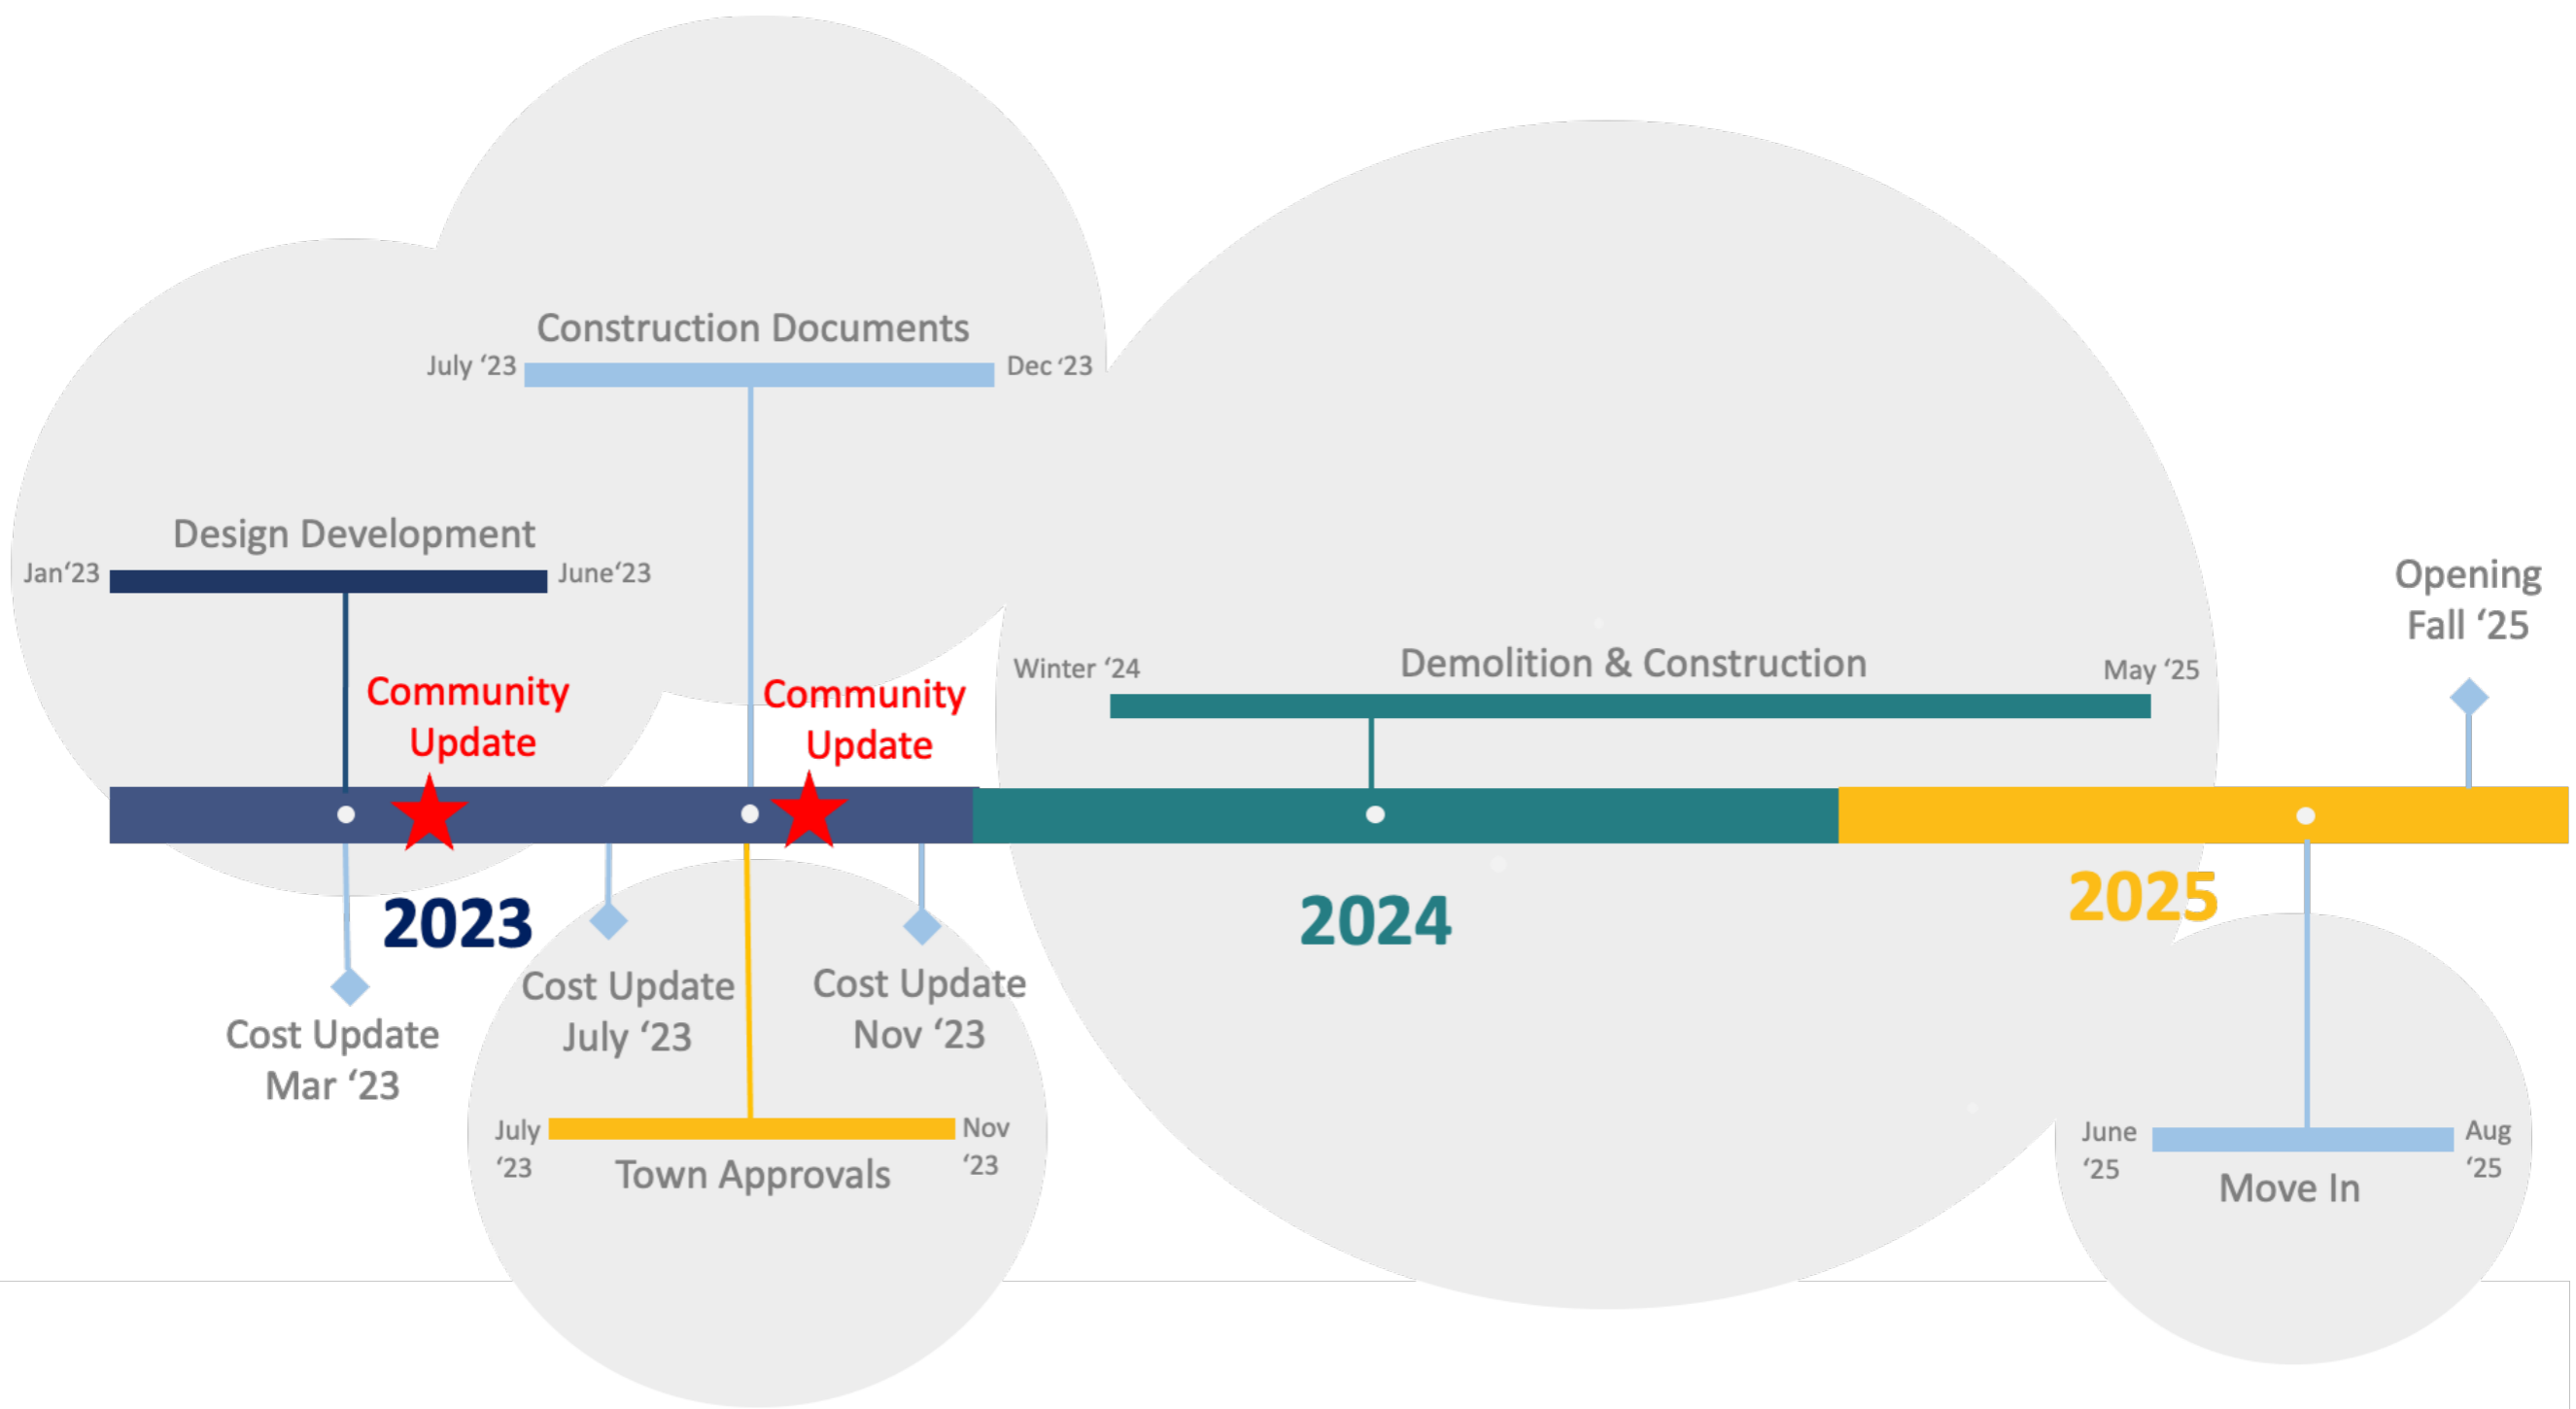 Construction Documents
July ‘23
Dec ‘23
Design Development
Jan‘23
June‘23
Opening
Fall ‘25
Winter ‘24
Demolition & Construction
May ‘25
Community
Update
Community
Update
2023
2024
2025
Cost Update
Mar ‘23
Cost Update
July ‘23
Cost Update
Nov ‘23
July
‘23
Nov
‘23
Town Approvals
June
‘25
Aug
‘25
Move In